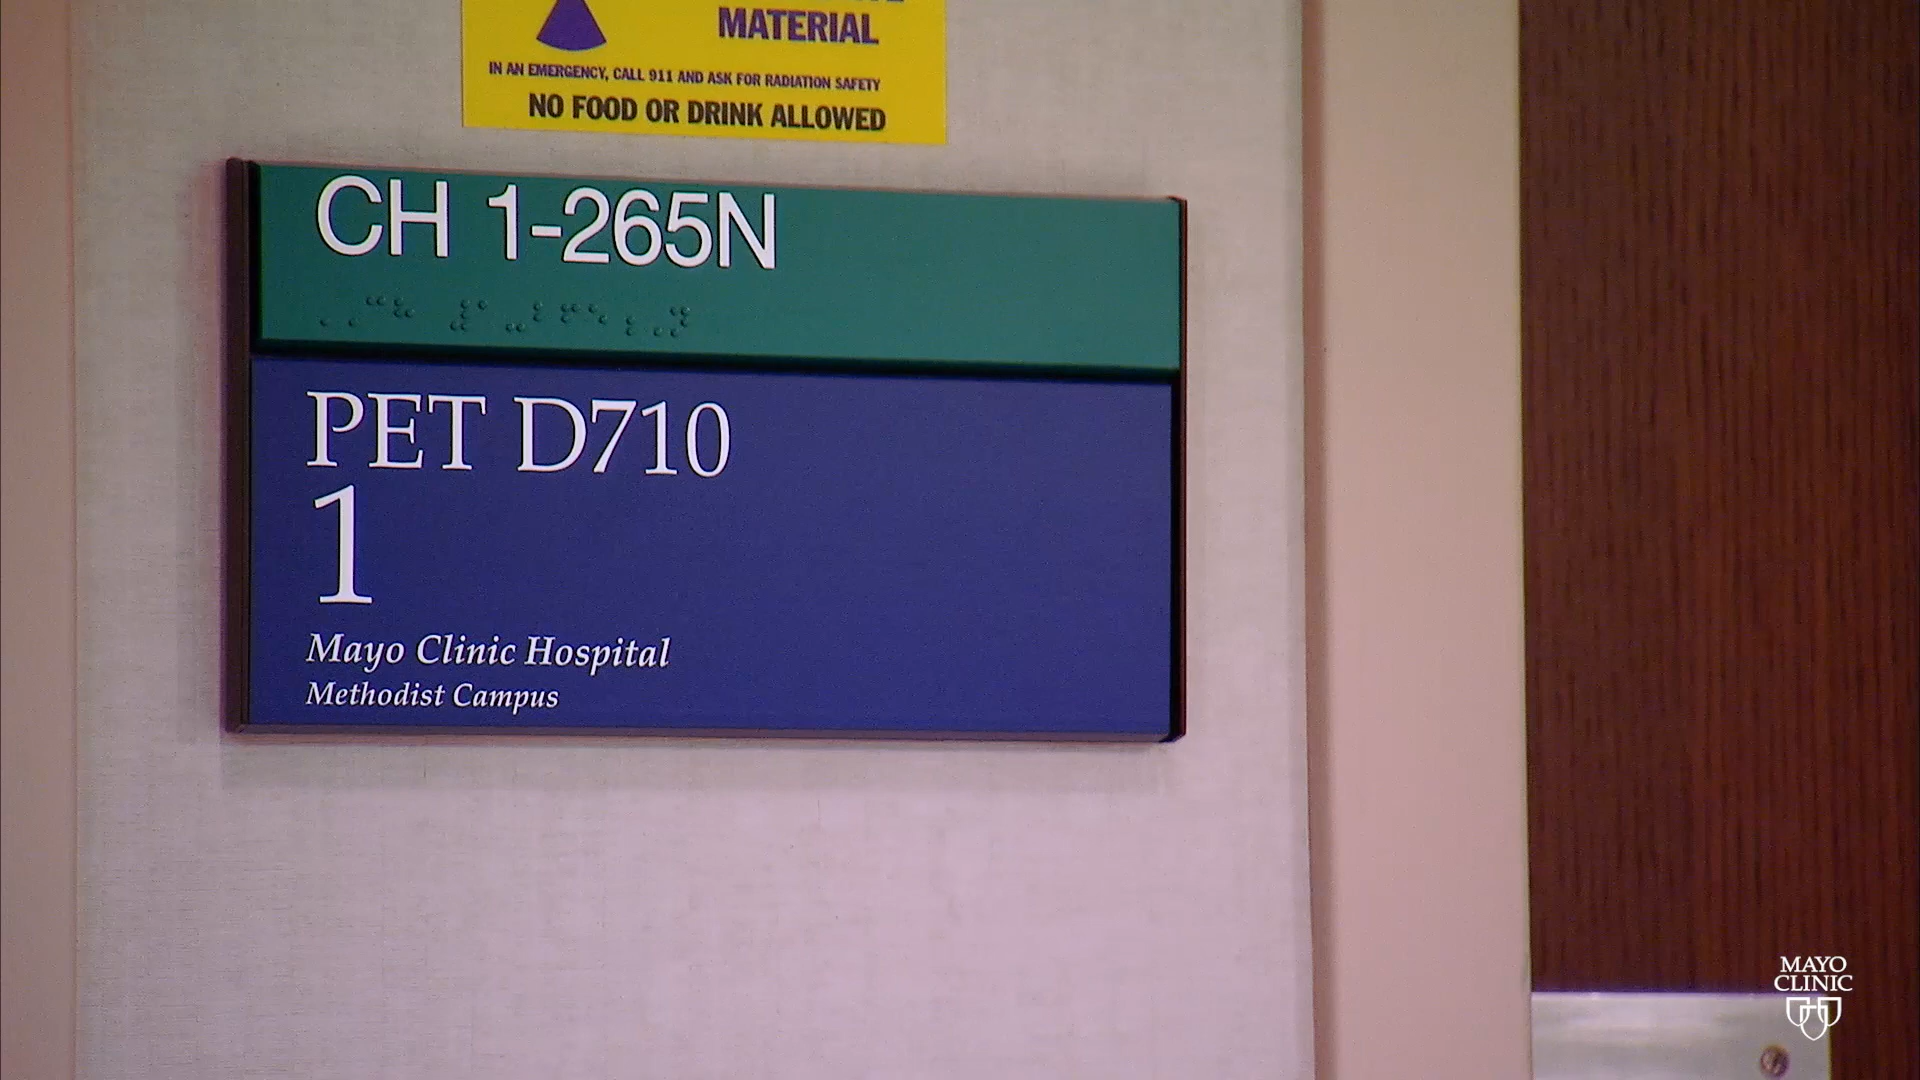 MATERIAL
IN AN EMERGENCY, CALL 911 AND ASK FOR RADIATION SAFETY
NO FOOD OR DRINK ALLOWED
CH 1-265N
PET D710
1
Mayo Clinic Hospital
Methodist Campus
MAYO
CLINIC